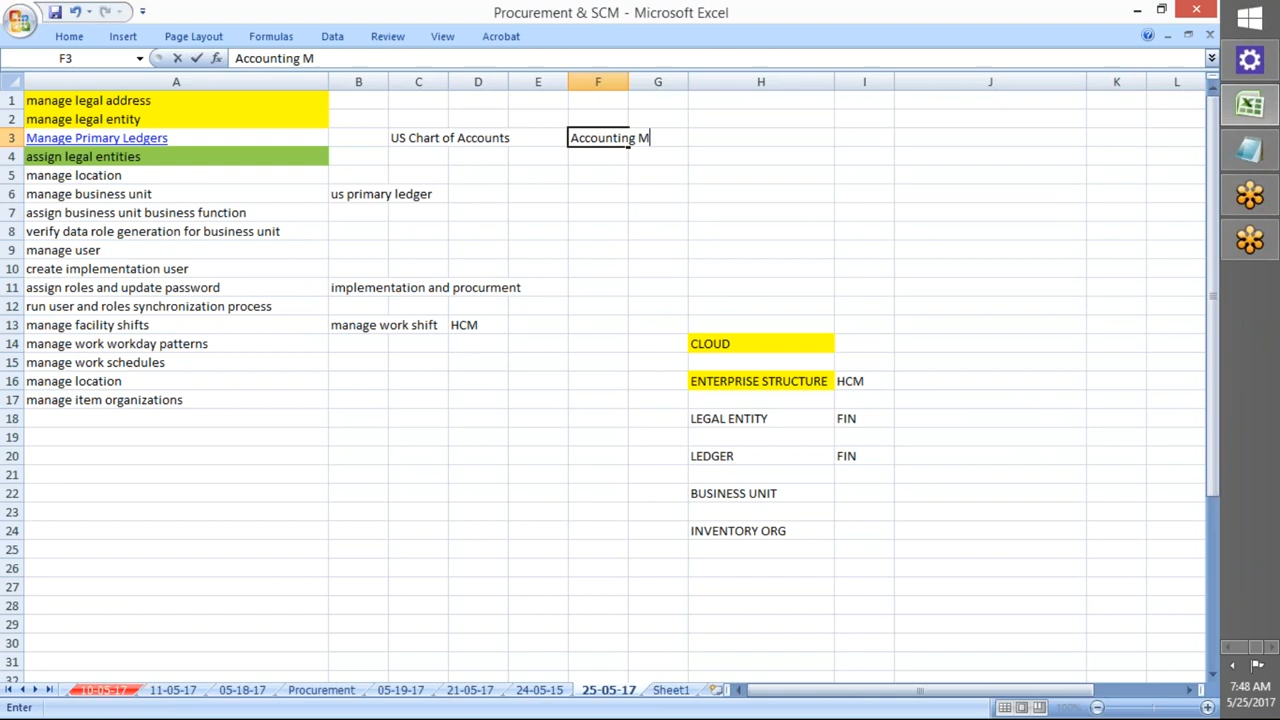 Procurement & SCM - Microsoft Excel
Home Insert Page Layout Formulas Data Review View Acrobat
F3 fx Accounting M
A B C D E F G H I J K L
1 manage legal address
2 manage legal entity
3 Manage Primary Ledgers US Chart of Accounts Accounting M
4 assign legal entities
5 manage location
6 manage business unit us primary ledger
7 assign business unit business function
8 verify data role generation for business unit
9 manage user
10 create implementation user
11 assign roles and update password implementation and procurment
12 run user and roles synchronization process
13 manage facility shifts manage work shift HCM
14 manage work workday patterns CLOUD
15 manage work schedules
16 manage location ENTERPRISE STRUCTURE HCM
17 manage item organizations
18 LEGAL ENTITY FIN
19
20 LEDGER FIN
21
22 BUSINESS UNIT
23
24 INVENTORY ORG
25
26
27
28
29
30
31
32
10-05-17 11-05-17 05-18-17 Procurement 05-19-17 21-05-17 24-05-15 25-05-17 Sheet1
Enter 100%
7:48 AM
5/25/2017